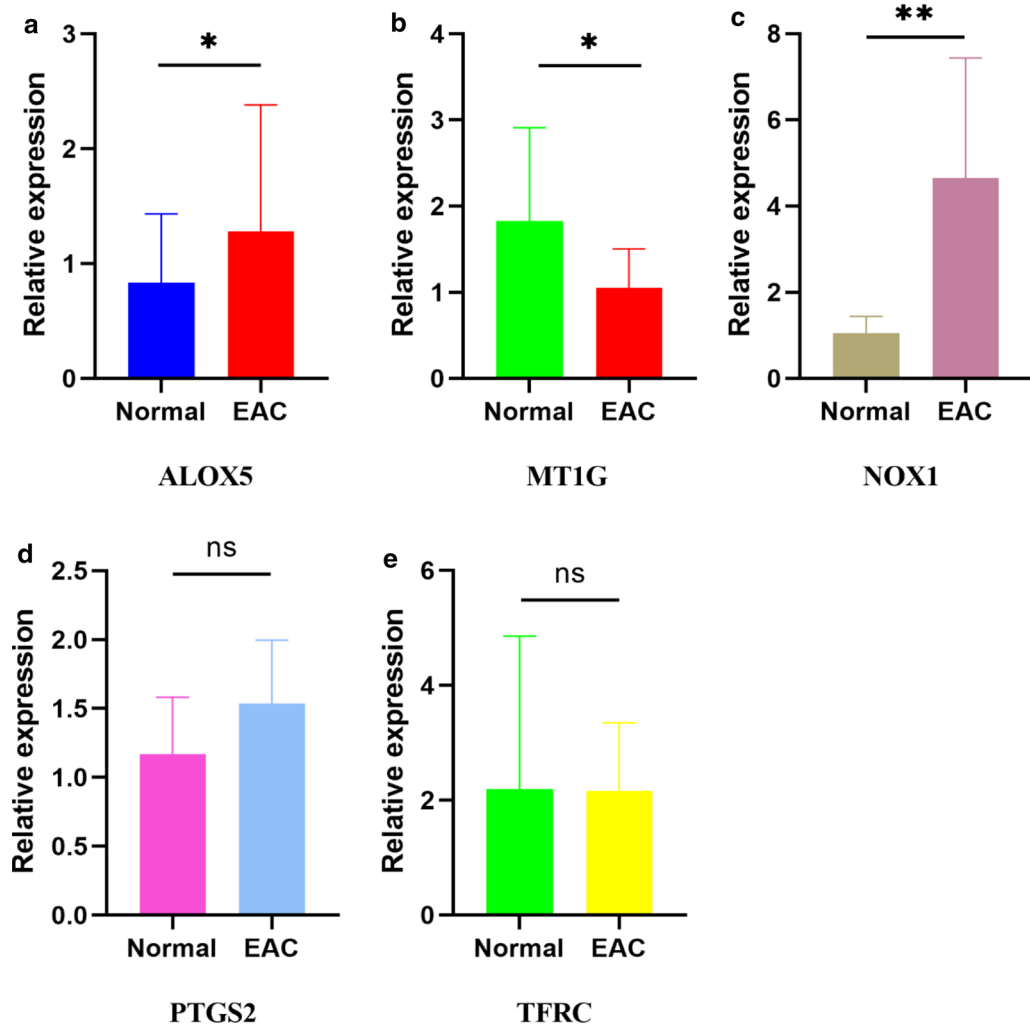 a
*
Relative expression
3
2
1
0
Normal EAC
ALOX5
b
*
Relative expression
4
3
2
1
0
Normal EAC
MT1G
c
**
Relative expression
8
6
4
2
0
Normal EAC
NOX1
d
ns
Relative expression
2.5
2.0
1.5
1.0
0.5
0.0
Normal EAC
PTGS2
e
ns
Relative expression
6
4
2
0
Normal EAC
TFRC